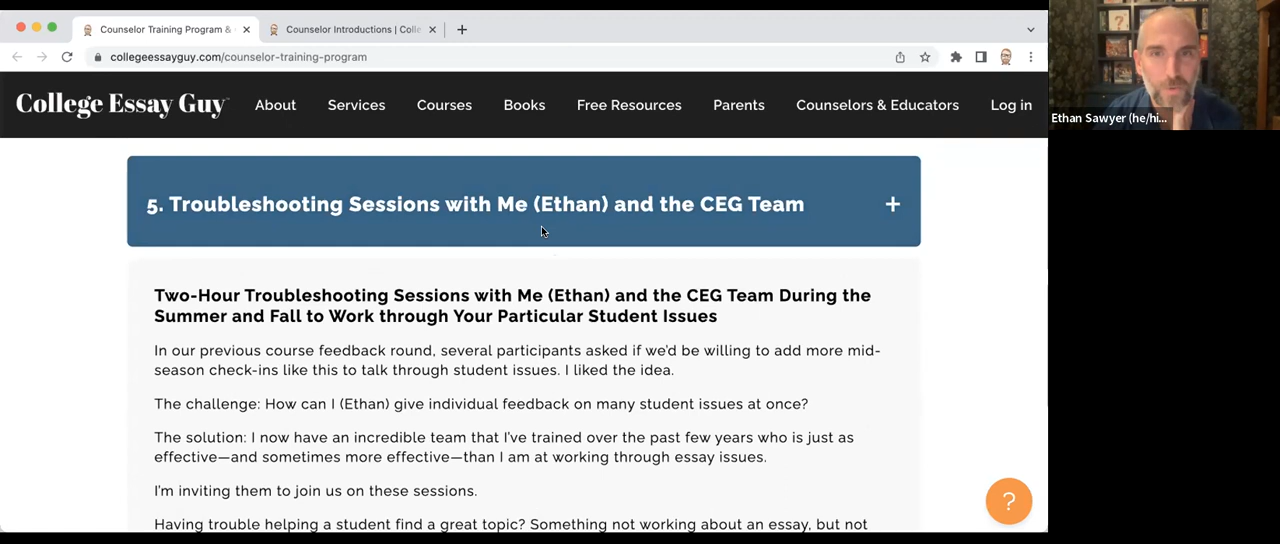 Counselor Training Program &
Counselor Introductions | Colle
collegeessayguy.com/counselor-training-program
College Essay Guy™
About
Services
Courses
Books
Free Resources
Parents
Counselors & Educators
Log in
Ethan Sawyer (he/hi...
5. Troubleshooting Sessions with Me (Ethan) and the CEG Team
+
Two-Hour Troubleshooting Sessions with Me (Ethan) and the CEG Team During the
Summer and Fall to Work through Your Particular Student Issues
In our previous course feedback round, several participants asked if we'd be willing to add more mid-
season check-ins like this to talk through student issues. I liked the idea.
The challenge: How can I (Ethan) give individual feedback on many student issues at once?
The solution: I now have an incredible team that I've trained over the past few years who is just as
effective—and sometimes more effective—than I am at working through essay issues.
I'm inviting them to join us on these sessions.
Having trouble helping a student find a great topic? Something not working about an essay, but not
?